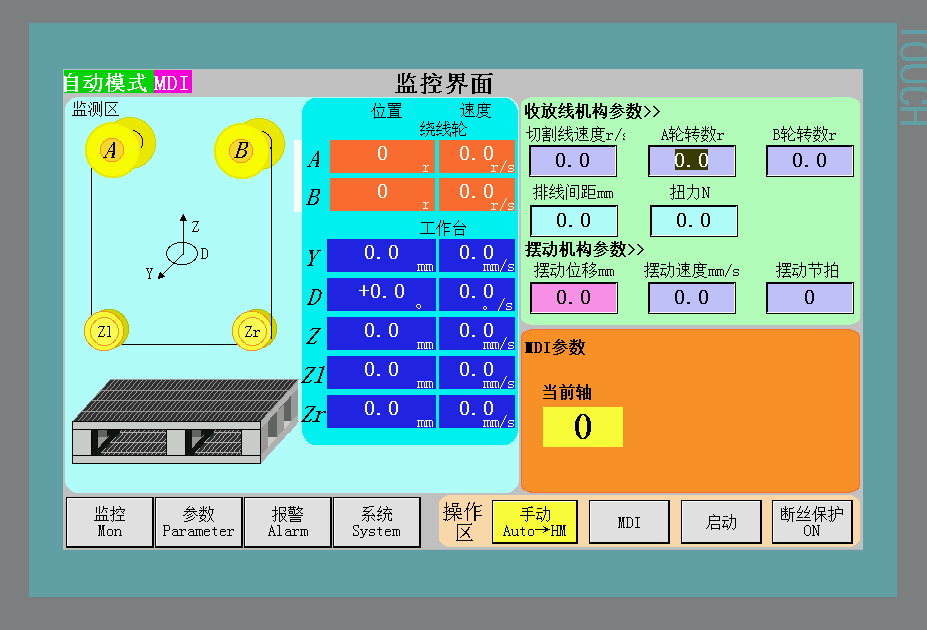 TOUCH
自动模式 MDI
监控界面
监测区
A
B
Z
D
Y
Zl
Zr
位置 速度
绕线轮
A 0 r 0.0 r/s
B 0 r 0.0 r/s
工作台
Y 0.0 mm 0.0 mm/s
D +0.0 ° 0.0 °/s
Z 0.0 mm 0.0 mm/s
Zl 0.0 mm 0.0 mm/s
Zr 0.0 mm 0.0 mm/s
收放线机构参数>>
切割线速度r/s A轮转数r B轮转数r
0.0 0.0 0.0
排线间距mm 扭力N
0.0 0.0
摆动机构参数>>
摆动位移mm 摆动速度mm/s 摆动节拍
0.0 0.0 0
MDI参数
当前轴
0
监控
Mon
参数
Parameter
报警
Alarm
系统
System
操作
区
手动
Auto→HM
MDI
启动
断丝保护
ON